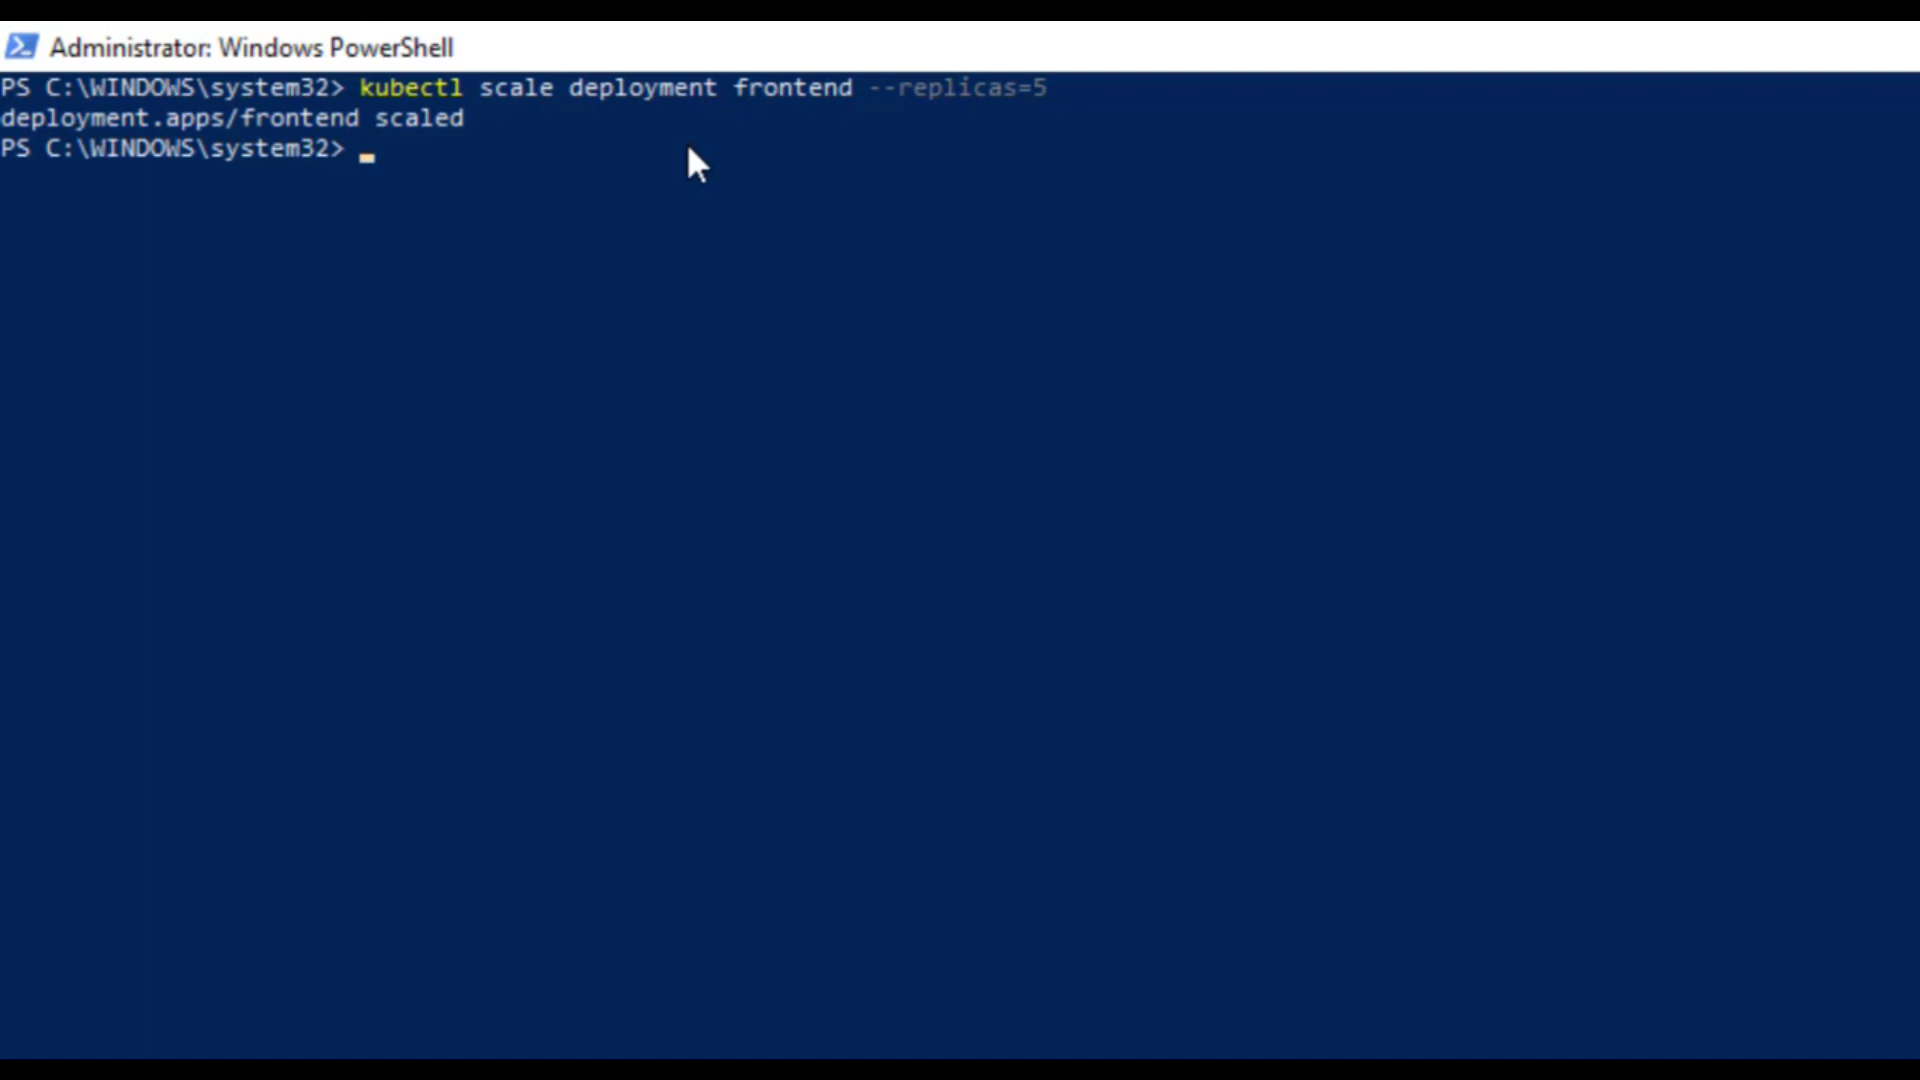 Administrator: Windows PowerShell
PS C:\WINDOWS\system32> kubectl scale deployment frontend --replicas=5
deployment.apps/frontend scaled
PS C:\WINDOWS\system32>